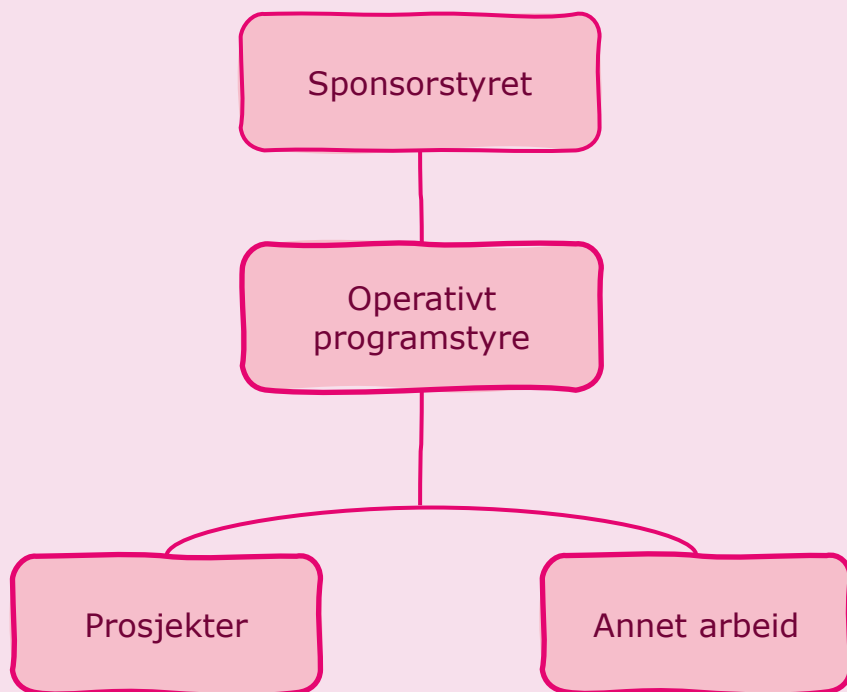 Sponsorstyret
Operativt
programstyre
Prosjekter
Annet arbeid